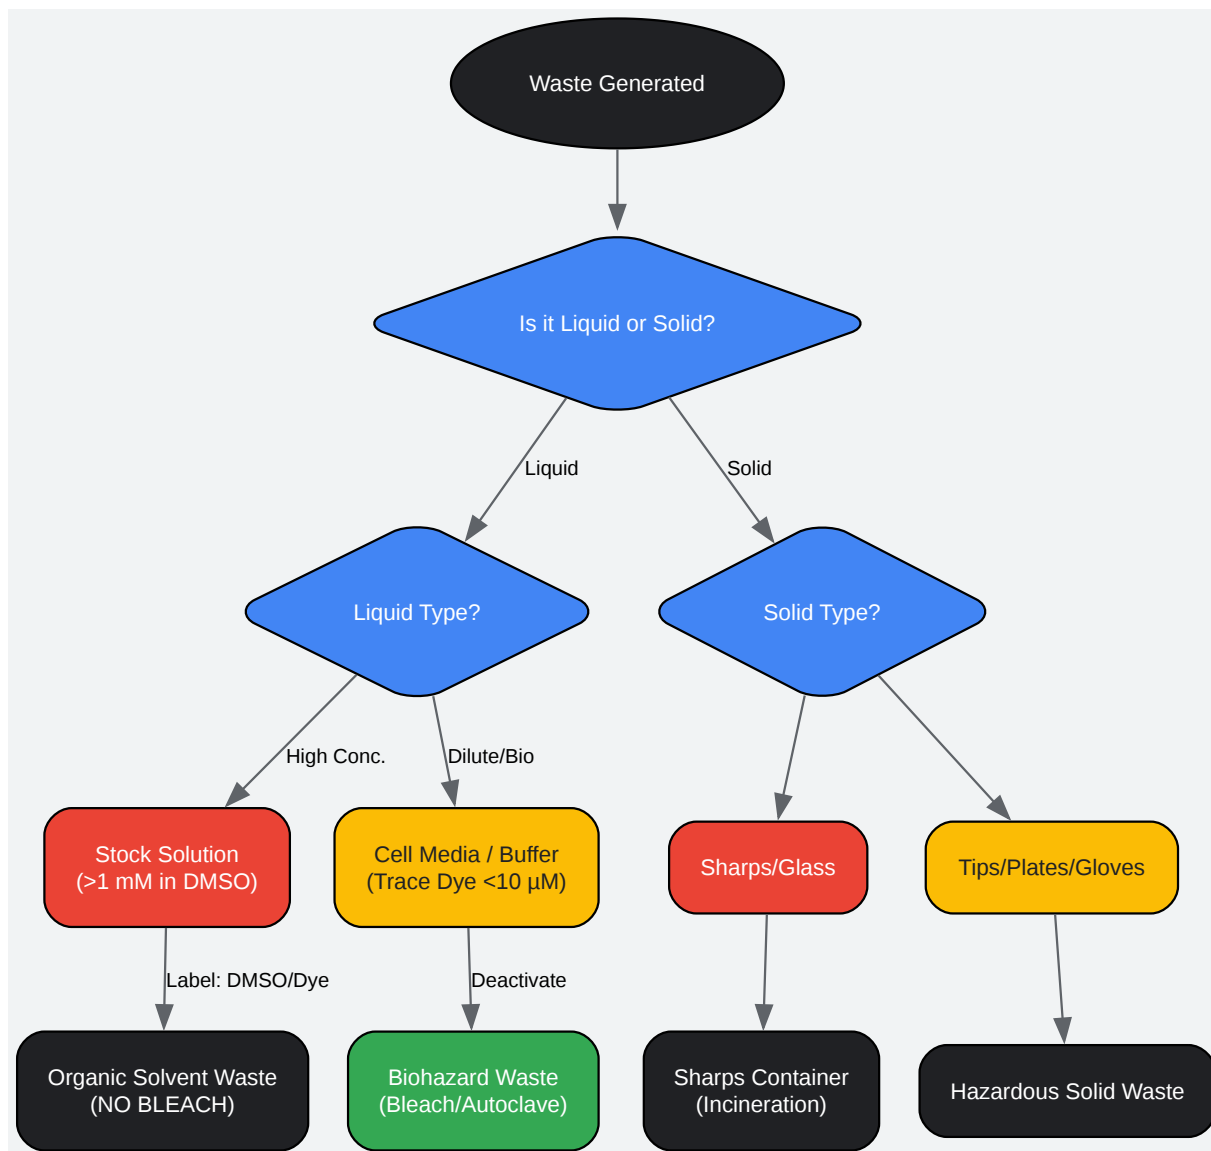 Waste Generated
Is it Liquid or Solid?
Liquid
Solid
Liquid Type?
Solid Type?
High Conc.
Dilute/Bio
Stock Solution
(>1 mM in DMSO)
Cell Media / Buffer
(Trace Dye <10 µM)
Sharps/Glass
Tips/Plates/Gloves
Label: DMSO/Dye
Deactivate
Organic Solvent Waste
(NO BLEACH)
Biohazard Waste
(Bleach/Autoclave)
Sharps Container
(Incineration)
Hazardous Solid Waste